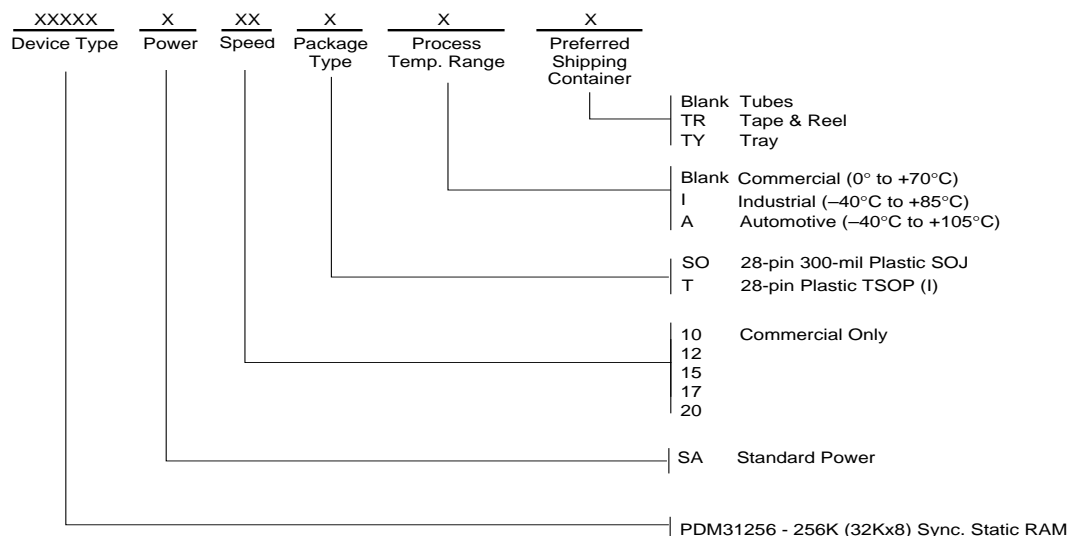 XXXXX X XX X X X
Device Type Power Speed Package Process Preferred
Type Temp. Range Shipping
Container
Blank Tubes
TR Tape & Reel
TY Tray
Blank Commercial (0° to +70°C)
I Industrial (–40°C to +85°C)
A Automotive (–40°C to +105°C)
SO 28-pin 300-mil Plastic SOJ
T 28-pin Plastic TSOP (I)
10 Commercial Only
12
15
17
20
SA Standard Power
PDM31256 - 256K (32Kx8) Sync. Static RAM